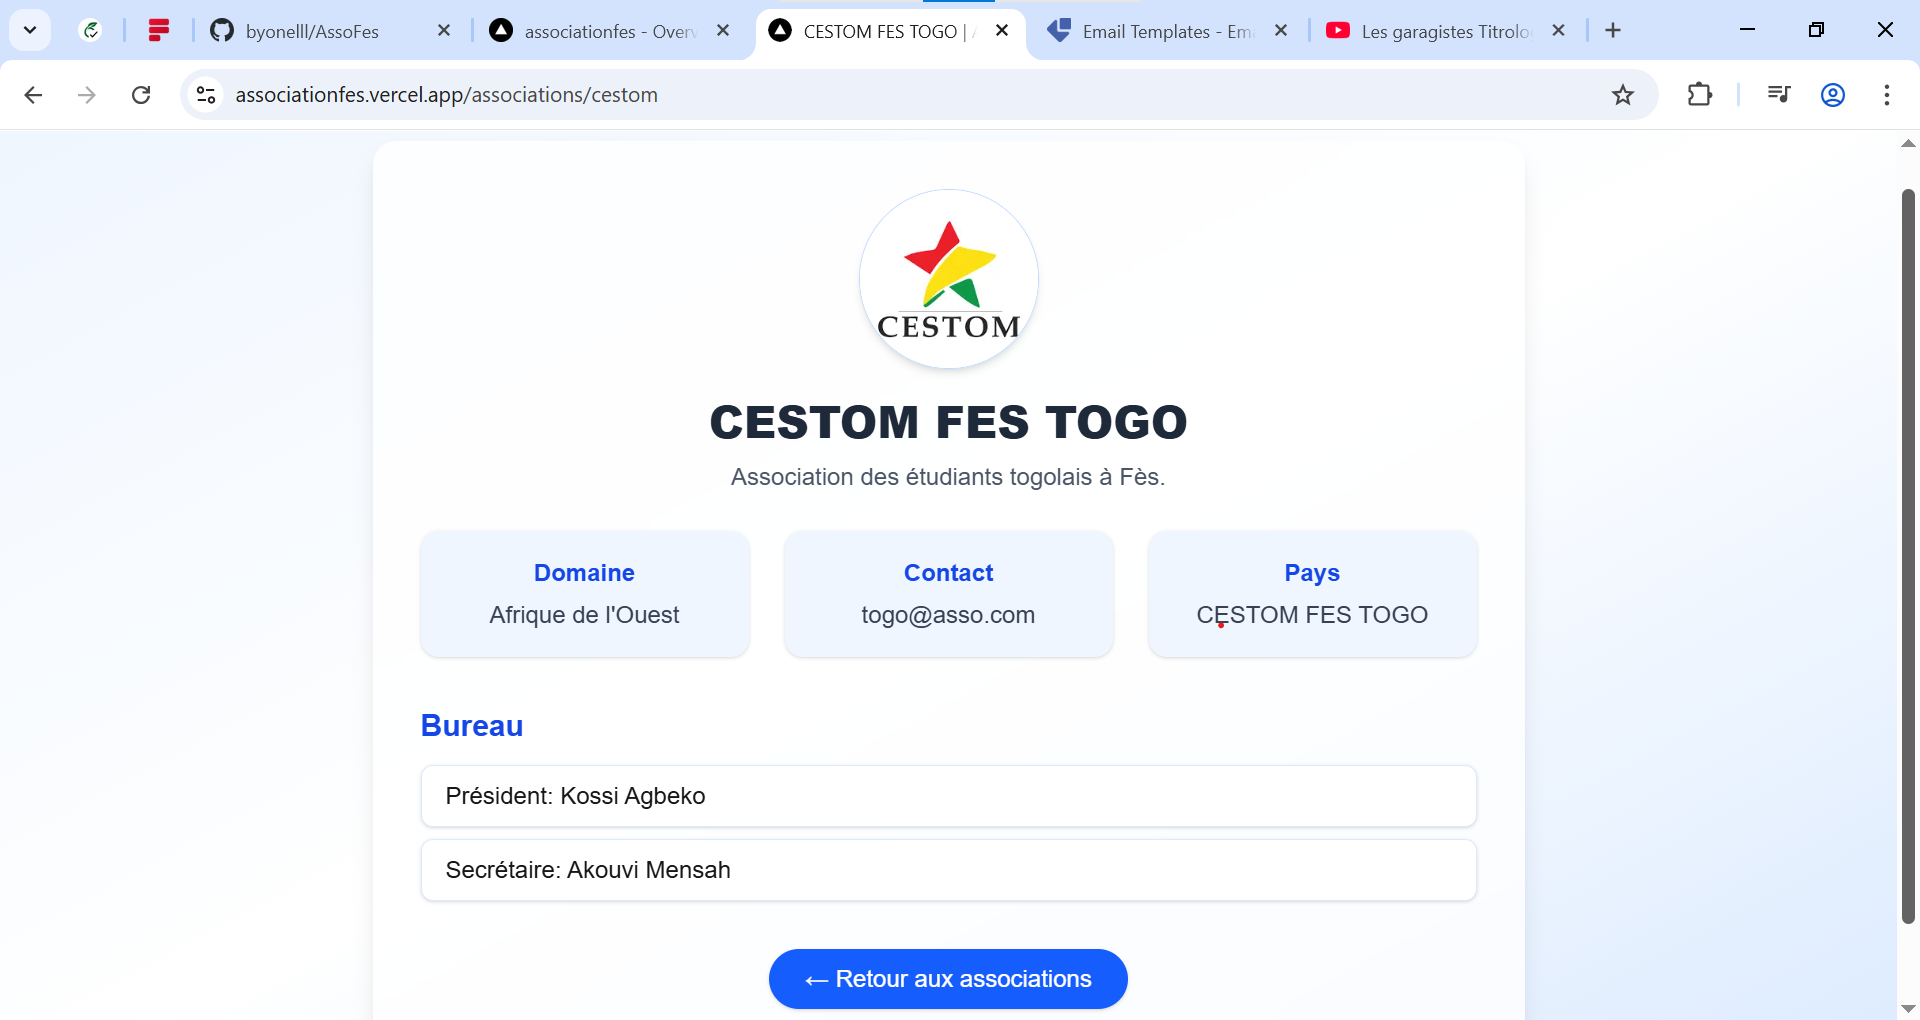 byonelll/AssoFes
associationfes - Overv
CESTOM FES TOGO |
Email Templates - Ema
Les garagistes Titrolo
associationfes.vercel.app/associations/cestom
CESTOM
CESTOM FES TOGO
Association des étudiants togolais à Fès.
Domaine
Afrique de l'Ouest
Contact
togo@asso.com
Pays
CESTOM FES TOGO
Bureau
Président: Kossi Agbeko
Secrétaire: Akouvi Mensah
← Retour aux associations